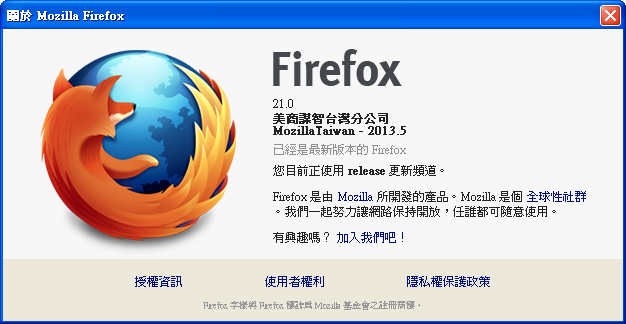 關於 Mozilla Firefox
Firefox
21.0
美商謀智台灣分公司
MozillaTaiwan - 2013.5
已經是最新版本的 Firefox
您目前正使用 release 更新頻道。
Firefox 是由 Mozilla 所開發的產品。Mozilla 是個 全球性社群
。我們一起努力讓網路保持開放，任誰都可隨意使用。
有興趣嗎？ 加入我們吧！
授權資訊 使用者權利 隱私權保護政策
Firefox 字樣與 Firefox 標誌為 Mozilla 基金會之註冊商標。